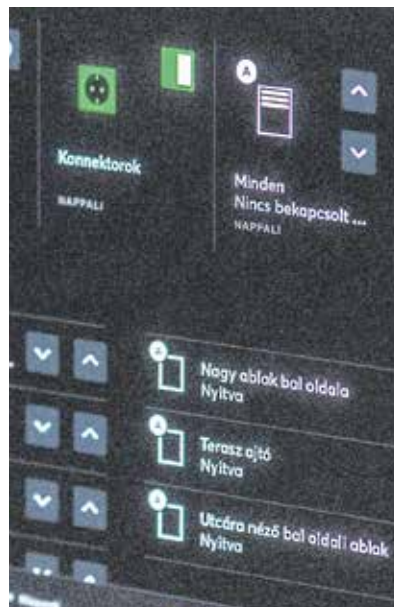 Konnektorok
NAPPALI
A
Minden
Nincs bekapcsolt ...
NAPPALI
A
Nagy ablak bal oldala
Nyitva
A
Terasz ajtó
Nyitva
A
Utcára néző bal oldali ablak
Nyitva